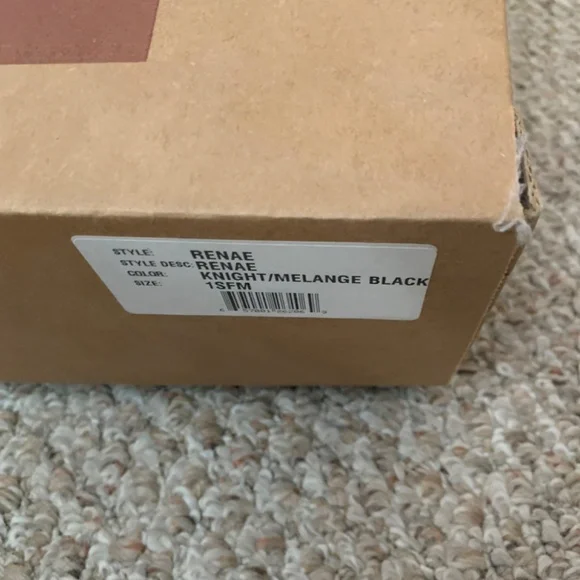 STYLE: RENAE
STYLE DESC: RENAE
COLOR: KNIGHT/MELANGE BLACK
SIZE: 1SFM